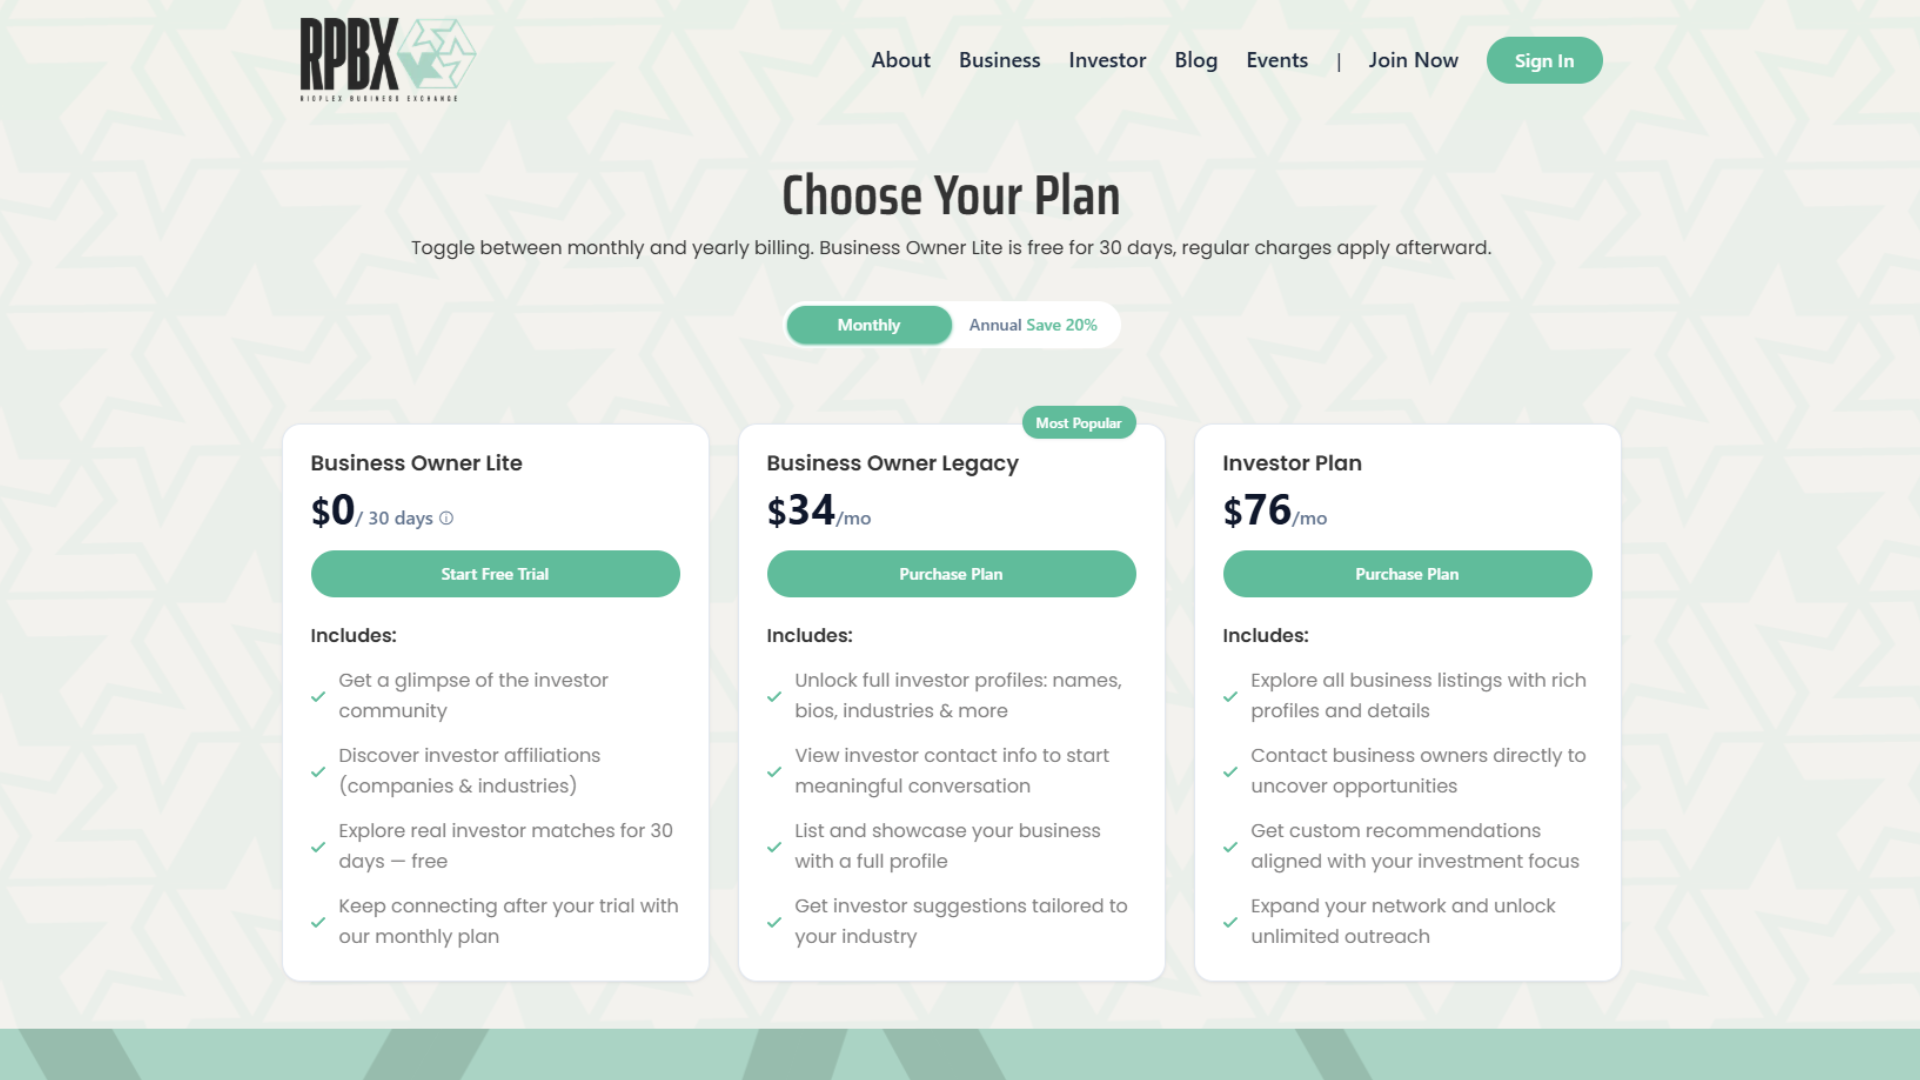 RPBX
RIOPLEX BUSINESS EXCHANGE
About
Business
Investor
Blog
Events
|
Join Now
Sign In
Choose Your Plan
Toggle between monthly and yearly billing. Business Owner Lite is free for 30 days, regular charges apply afterward.
Monthly
Annual Save 20%
Business Owner Lite
$0/ 30 days ⓘ
Start Free Trial
Includes:
Get a glimpse of the investor
community
Discover investor affiliations
(companies & industries)
Explore real investor matches for 30
days — free
Keep connecting after your trial with
our monthly plan
Most Popular
Business Owner Legacy
$34/mo
Purchase Plan
Includes:
Unlock full investor profiles: names,
bios, industries & more
View investor contact info to start
meaningful conversation
List and showcase your business
with a full profile
Get investor suggestions tailored to
your industry
Investor Plan
$76/mo
Purchase Plan
Includes:
Explore all business listings with rich
profiles and details
Contact business owners directly to
uncover opportunities
Get custom recommendations
aligned with your investment focus
Expand your network and unlock
unlimited outreach